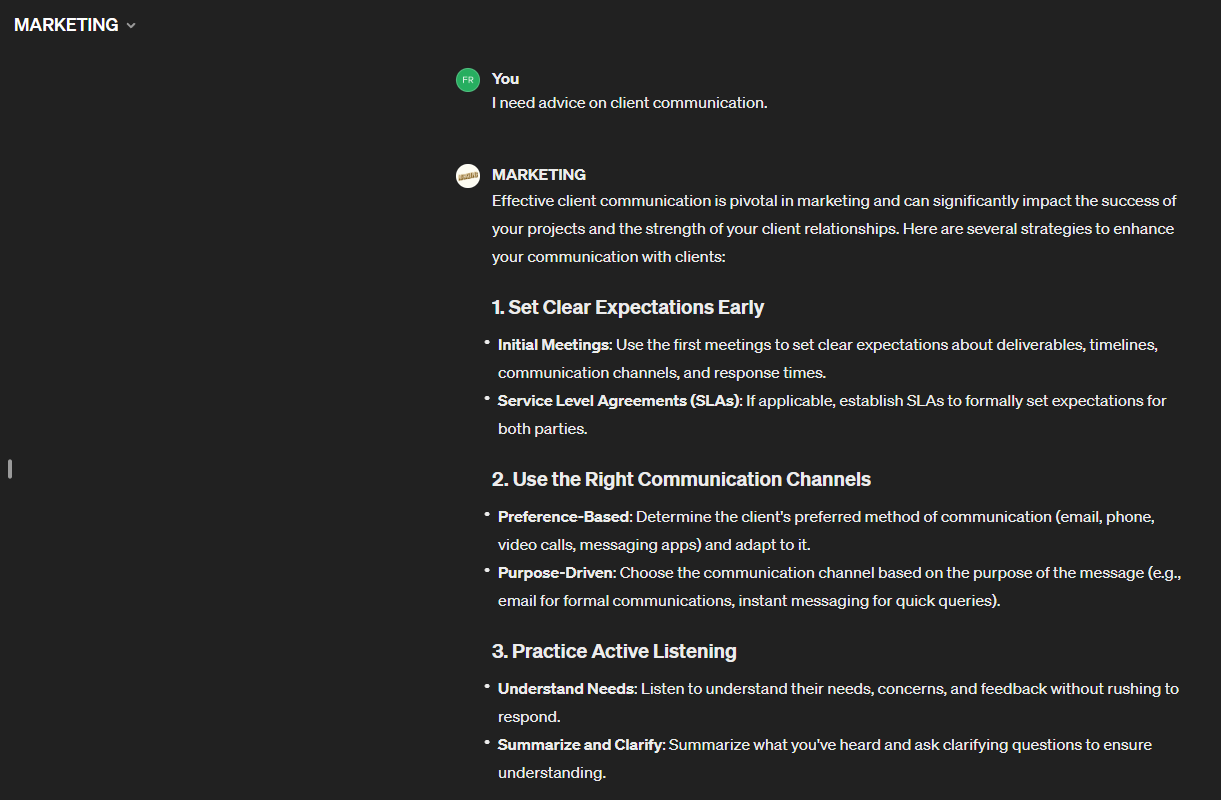 MARKETING
FR
You
I need advice on client communication.
MARKETING
Effective client communication is pivotal in marketing and can significantly impact the success of
your projects and the strength of your client relationships. Here are several strategies to enhance
your communication with clients:
1. Set Clear Expectations Early
• Initial Meetings: Use the first meetings to set clear expectations about deliverables, timelines,
communication channels, and response times.
• Service Level Agreements (SLAs): If applicable, establish SLAs to formally set expectations for
both parties.
2. Use the Right Communication Channels
• Preference-Based: Determine the client's preferred method of communication (email, phone,
video calls, messaging apps) and adapt to it.
• Purpose-Driven: Choose the communication channel based on the purpose of the message (e.g.,
email for formal communications, instant messaging for quick queries).
3. Practice Active Listening
• Understand Needs: Listen to understand their needs, concerns, and feedback without rushing to
respond.
• Summarize and Clarify: Summarize what you've heard and ask clarifying questions to ensure
understanding.